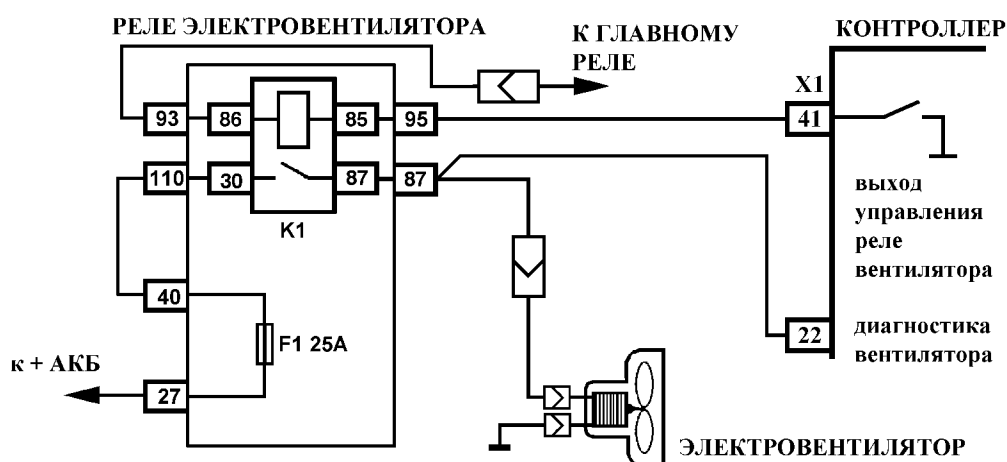 РЕЛЕ ЭЛЕКТРОВЕНТИЛЯТОРА
К ГЛАВНОМУ
РЕЛЕ
КОНТРОЛЛЕР
X1
93
86
85
95
41
110
30
87
87
K1
выход
управления
реле
вентилятора
40
F1 25A
22
диагностика
вентилятора
к + АКБ
27
ЭЛЕКТРОВЕНТИЛЯТОР